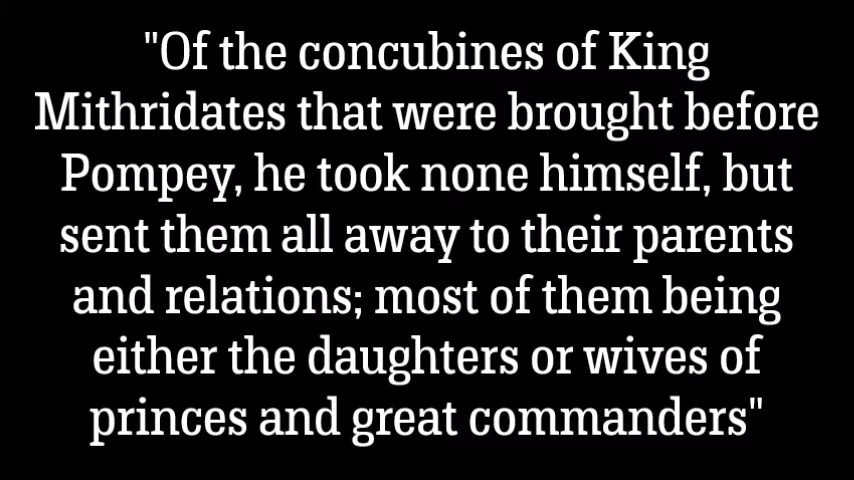 "Of the concubines of King
Mithridates that were brought before
Pompey, he took none himself, but
sent them all away to their parents
and relations; most of them being
either the daughters or wives of
princes and great commanders"